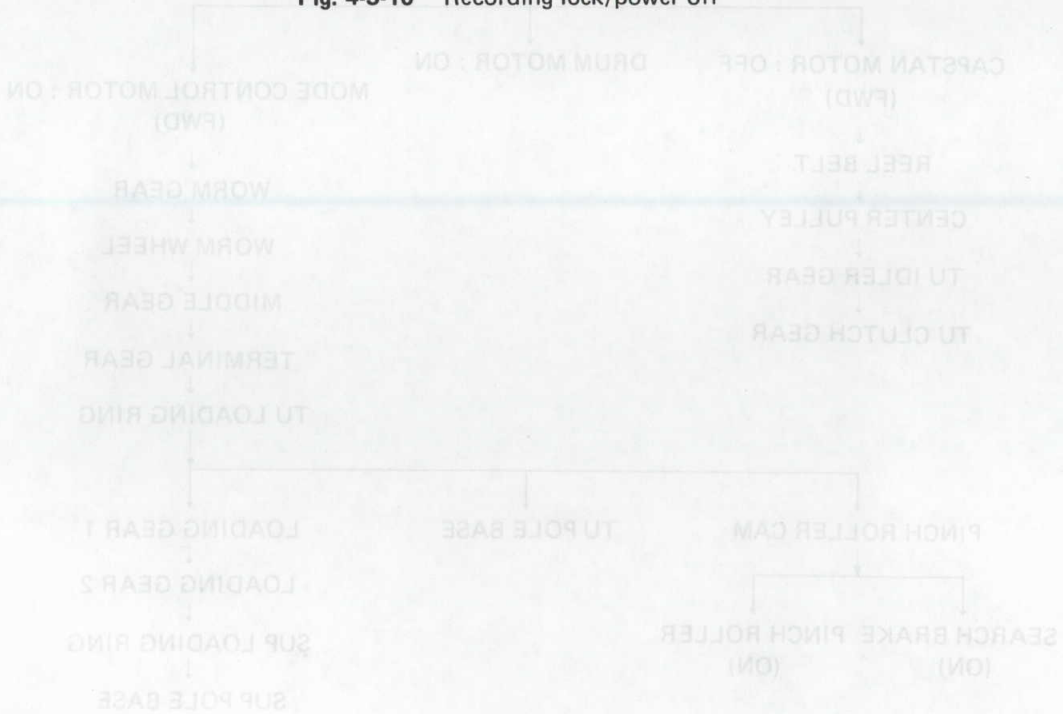 Fig. 4-3-10 Recording lock/power off
CAPSTAN MOTOR : OFF
(FWD)
REEL BELT
CENTER PULLEY
TU IDLER GEAR
TU CLUTCH GEAR
DRUM MOTOR : ON
MODE CONTROL MOTOR : ON
(FWD)
WORM GEAR
WORM WHEEL
MIDDLE GEAR
TERMINAL GEAR
TU LOADING RING
PINCH ROLLER CAM
SEARCH BRAKE PINCH ROLLER
(ON) (ON)
TU POLE BASE
LOADING GEAR 1
LOADING GEAR 2
SUP LOADING RING
SUP POLE BASE